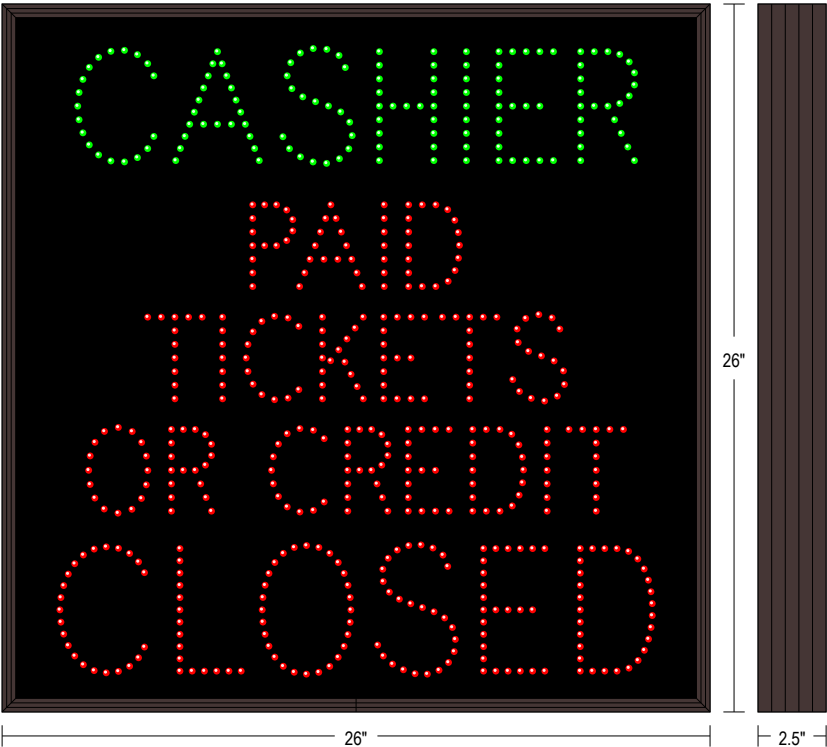 CASHIER
PAID
TICKETS
OR CREDIT
CLOSED
26"
26"
2.5"